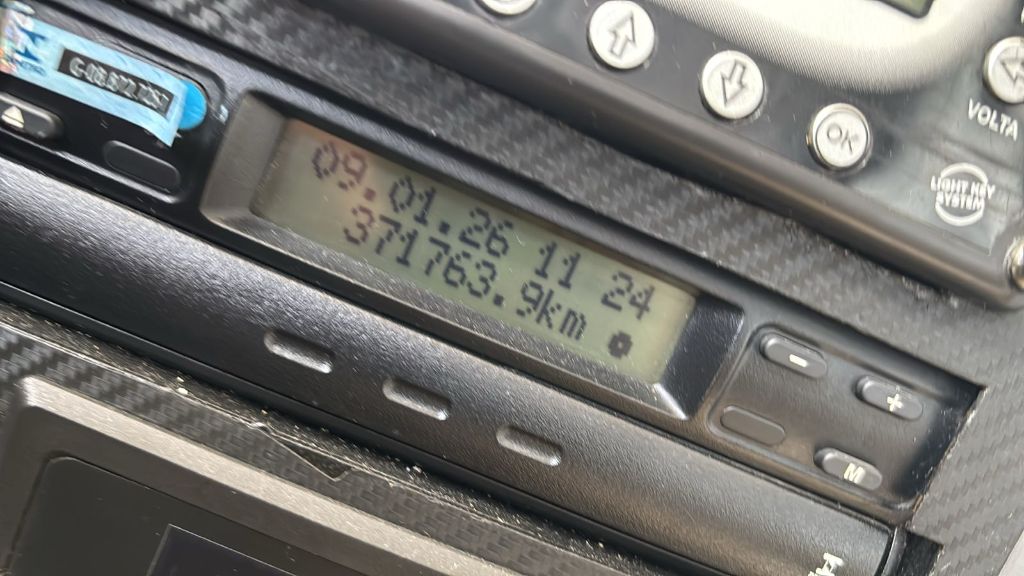 OK
VOLTA
LIGHT KEY
SYSTEM
09.01.26 11 24
371763.9km
-
+
M